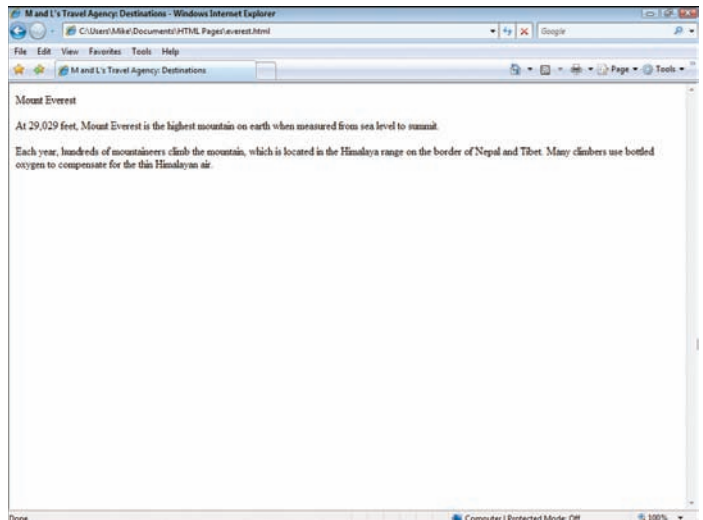 M and L's Travel Agency: Destinations - Windows Internet Explorer
C:\Users\Mike\Documents\HTML Pages\everest.html
Google
File Edit View Favorites Tools Help
M and L's Travel Agency: Destinations
Page Tools
Mount Everest
At 29,029 feet, Mount Everest is the highest mountain on earth when measured from sea level to summit.
Each year, hundreds of mountaineers climb the mountain, which is located in the Himalaya range on the border of Nepal and Tibet. Many climbers use bottled
oxygen to compensate for the thin Himalayan air.
Done
Computer | Protected Mode: Off
100%